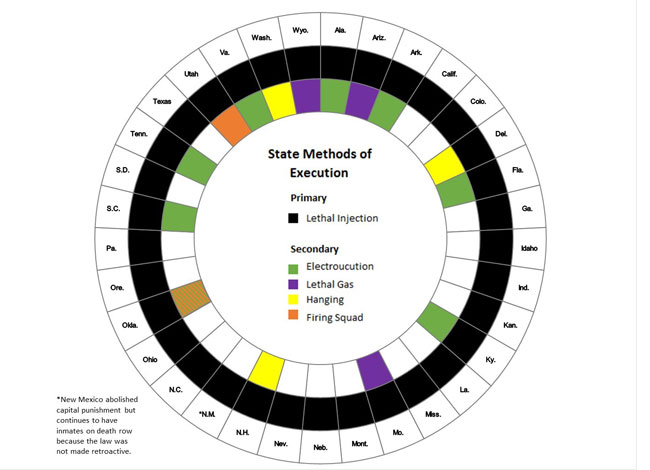 Wyo.
Ala.
Ariz.
Ark.
Calif.
Colo.
Del.
Fla.
Ga.
Idaho
Ind.
Kan.
Ky.
La.
Miss.
Mo.
Mont.
Neb.
Nev.
N.H.
*N.M.
N.C.
Ohio
Okla.
Ore.
Pa.
S.C.
S.D.
Tenn.
Texas
Utah
Va.
Wash.
State Methods of
Execution
Primary
Lethal Injection
Secondary
Electroucution
Lethal Gas
Hanging
Firing Squad
*New Mexico abolished
capital punishment but
continues to have
inmates on death row
because the law was
not made retroactive.